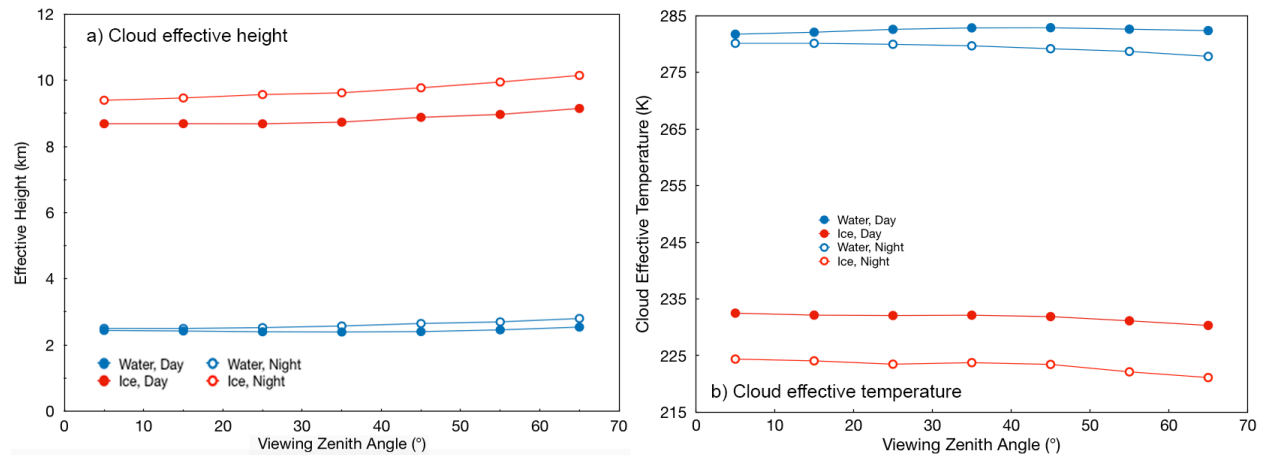 a) Cloud effective height
Effective Height (km)
12
10
8
6
4
2
0
Water, Day
Water, Night
Ice, Day
Ice, Night
0 10 20 30 40 50 60 70
Viewing Zenith Angle (°)
Cloud Effective Temperature (K)
285
275
265
255
245
235
225
215
Water, Day
Ice, Day
Water, Night
Ice, Night
b) Cloud effective temperature
0 10 20 30 40 50 60 70
Viewing Zenith Angle (°)